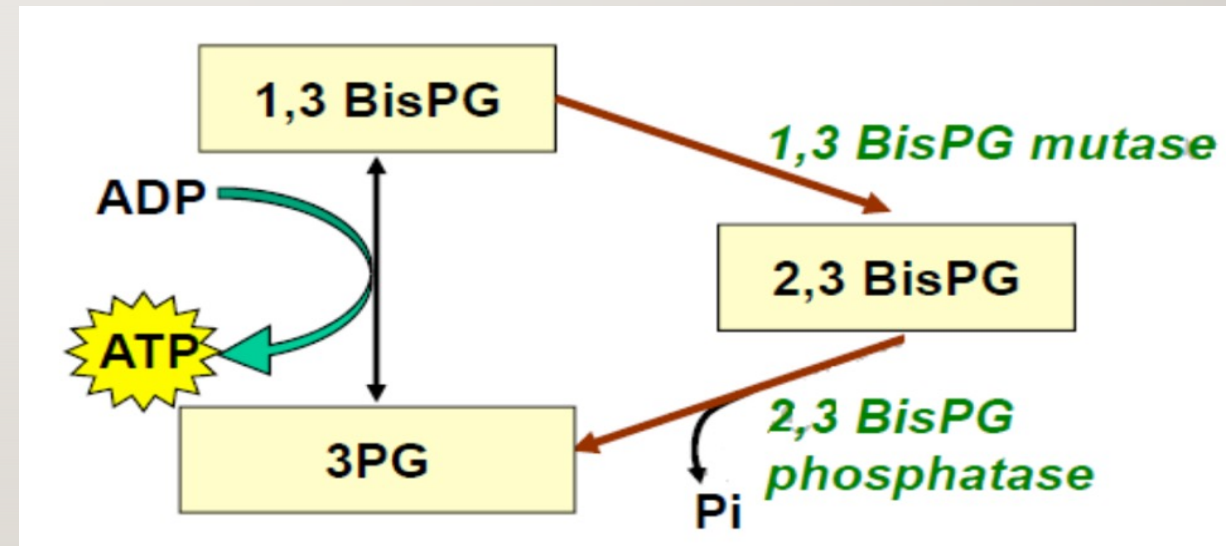 1,3 BisPG
1,3 BisPG mutase
ADP
2,3 BisPG
ATP
3PG
2,3 BisPG
phosphatase
Pi